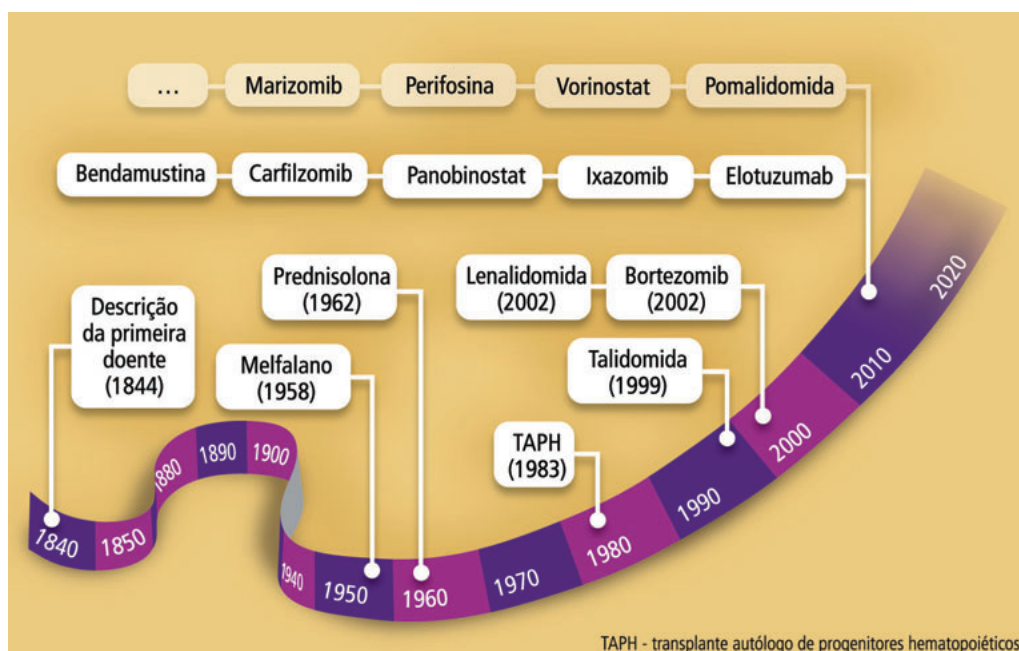 ...
Marizomib
Perifosina
Vorinostat
Pomalidomida
Bendamustina
Carfilzomib
Panobinostat
Ixazomib
Elotuzumab
Prednisolona
(1962)
Lenalidomida
(2002)
Bortezomib
(2002)
Descrição
da primeira
doente
(1844)
Melfalano
(1958)
Talidomida
(1999)
TAPH
(1983)
1840
1850
1880
1890
1900
1940
1950
1960
1970
1980
1990
2000
2010
2020
TAPH - transplante autólogo de progenitores hematopoiéticos